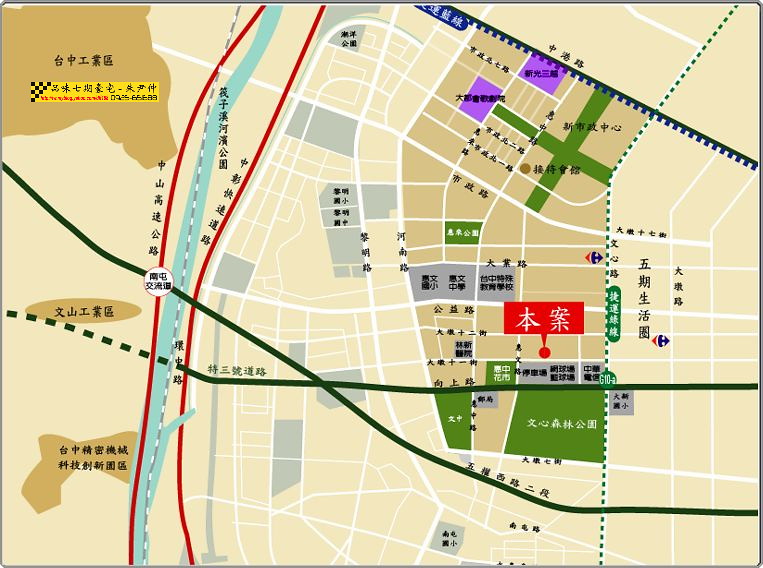 台中工業區
品味七期豪宅-朱尹仲
潮洋
公園
捷運藍線
中港路
市政北七路
新光三越
大都會歌劇院
惠中路
新市政中心
市政北二路
惠來路
市政北一路
接待會館
市政路
筏子溪河濱公園
中彰快速道路
中山高速公路
黎明
國小
黎明
國中
黎明路
河南路
惠來公園
大墩十七街
文心路
五期生活圈
大墩路
大業路
惠文
國小
惠文
中學
台中特殊
教育學校
南屯
交流道
文山工業區
環中路
公益路
本案
捷運綠線
大墩十二街
林新
醫院
惠文路
大墩十一街
特三號道路
向上路
惠中
花市
停車場
網球場
籃球場
中華
電信
G10-a
郵局
惠中路
文中
大新
國小
文心森林公園
台中精密機械
科技創新園區
大墩七街
五權西路二段
南屯路
南屯
國小